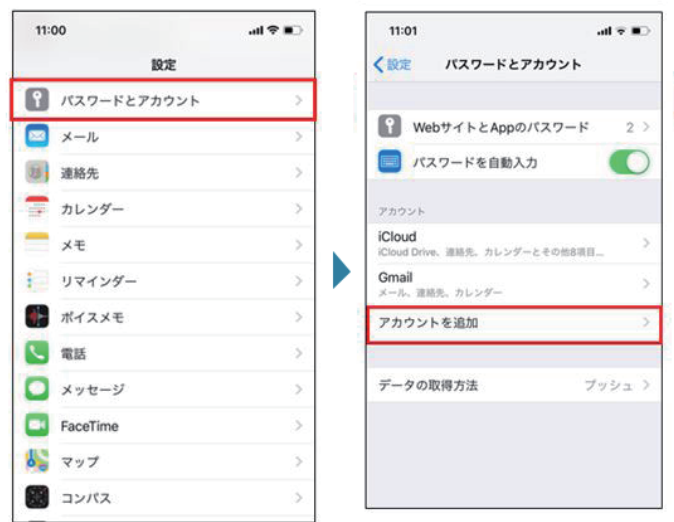 11:00
設定
パスワードとアカウント
メール
連絡先
カレンダー
メモ
リマインダー
ボイスメモ
電話
メッセージ
FaceTime
マップ
コンパス
11:01
設定 パスワードとアカウント
WebサイトとAppのパスワード 2
パスワードを自動入力
アカウント
iCloud
iCloud Drive、連絡先、カレンダーとその他8項目...
Gmail
メール、連絡先、カレンダー
アカウントを追加
データの取得方法 プッシュ